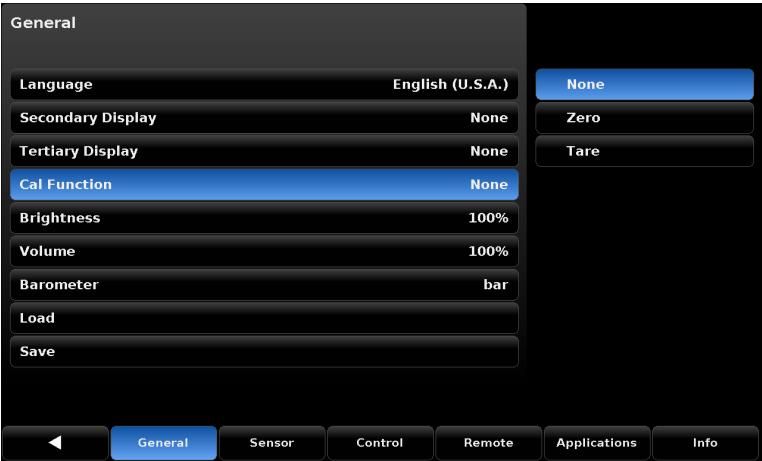 General
Language English (U.S.A.)
Secondary Display None
Tertiary Display None
Cal Function None
Brightness 100%
Volume 100%
Barometer bar
Load
Save
None
Zero
Tare
General Sensor Control Remote Applications Info